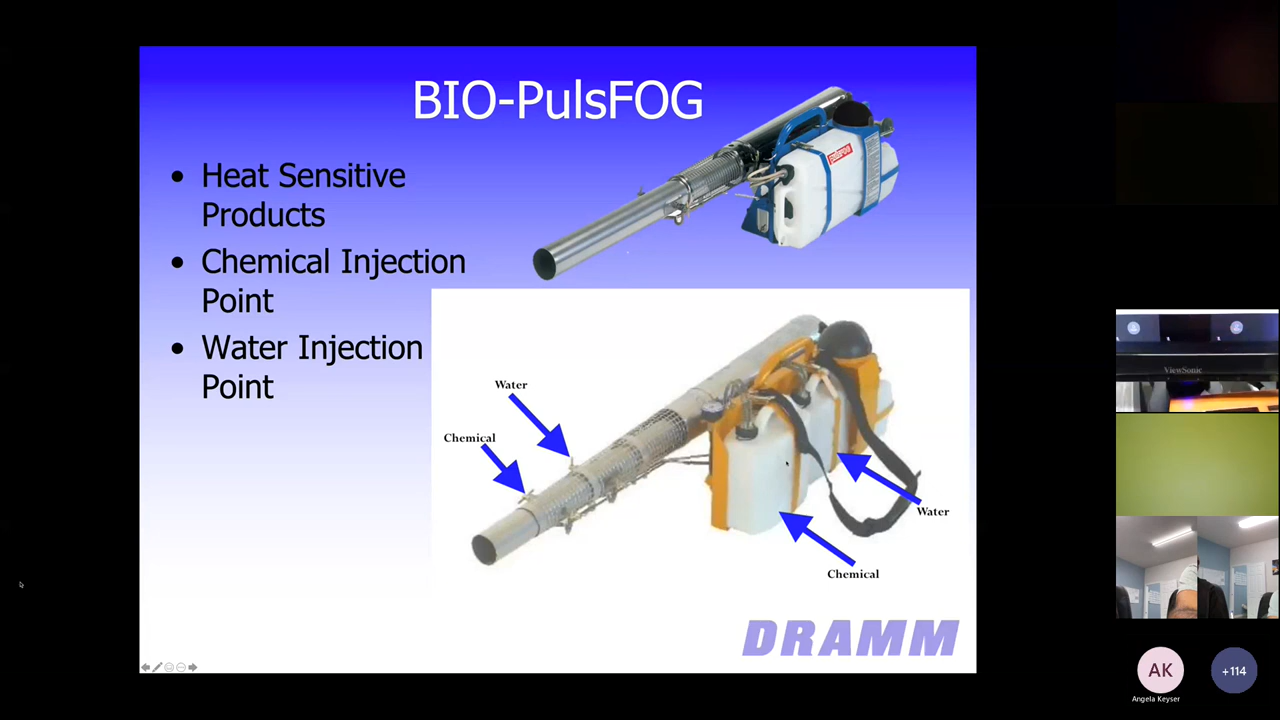 BIO-PulsFOG
• Heat Sensitive
Products
• Chemical Injection
Point
• Water Injection
Point
Water
Chemical
Water
Chemical
DRAMM
ViewSonic
AK
+114
Angela Keyser